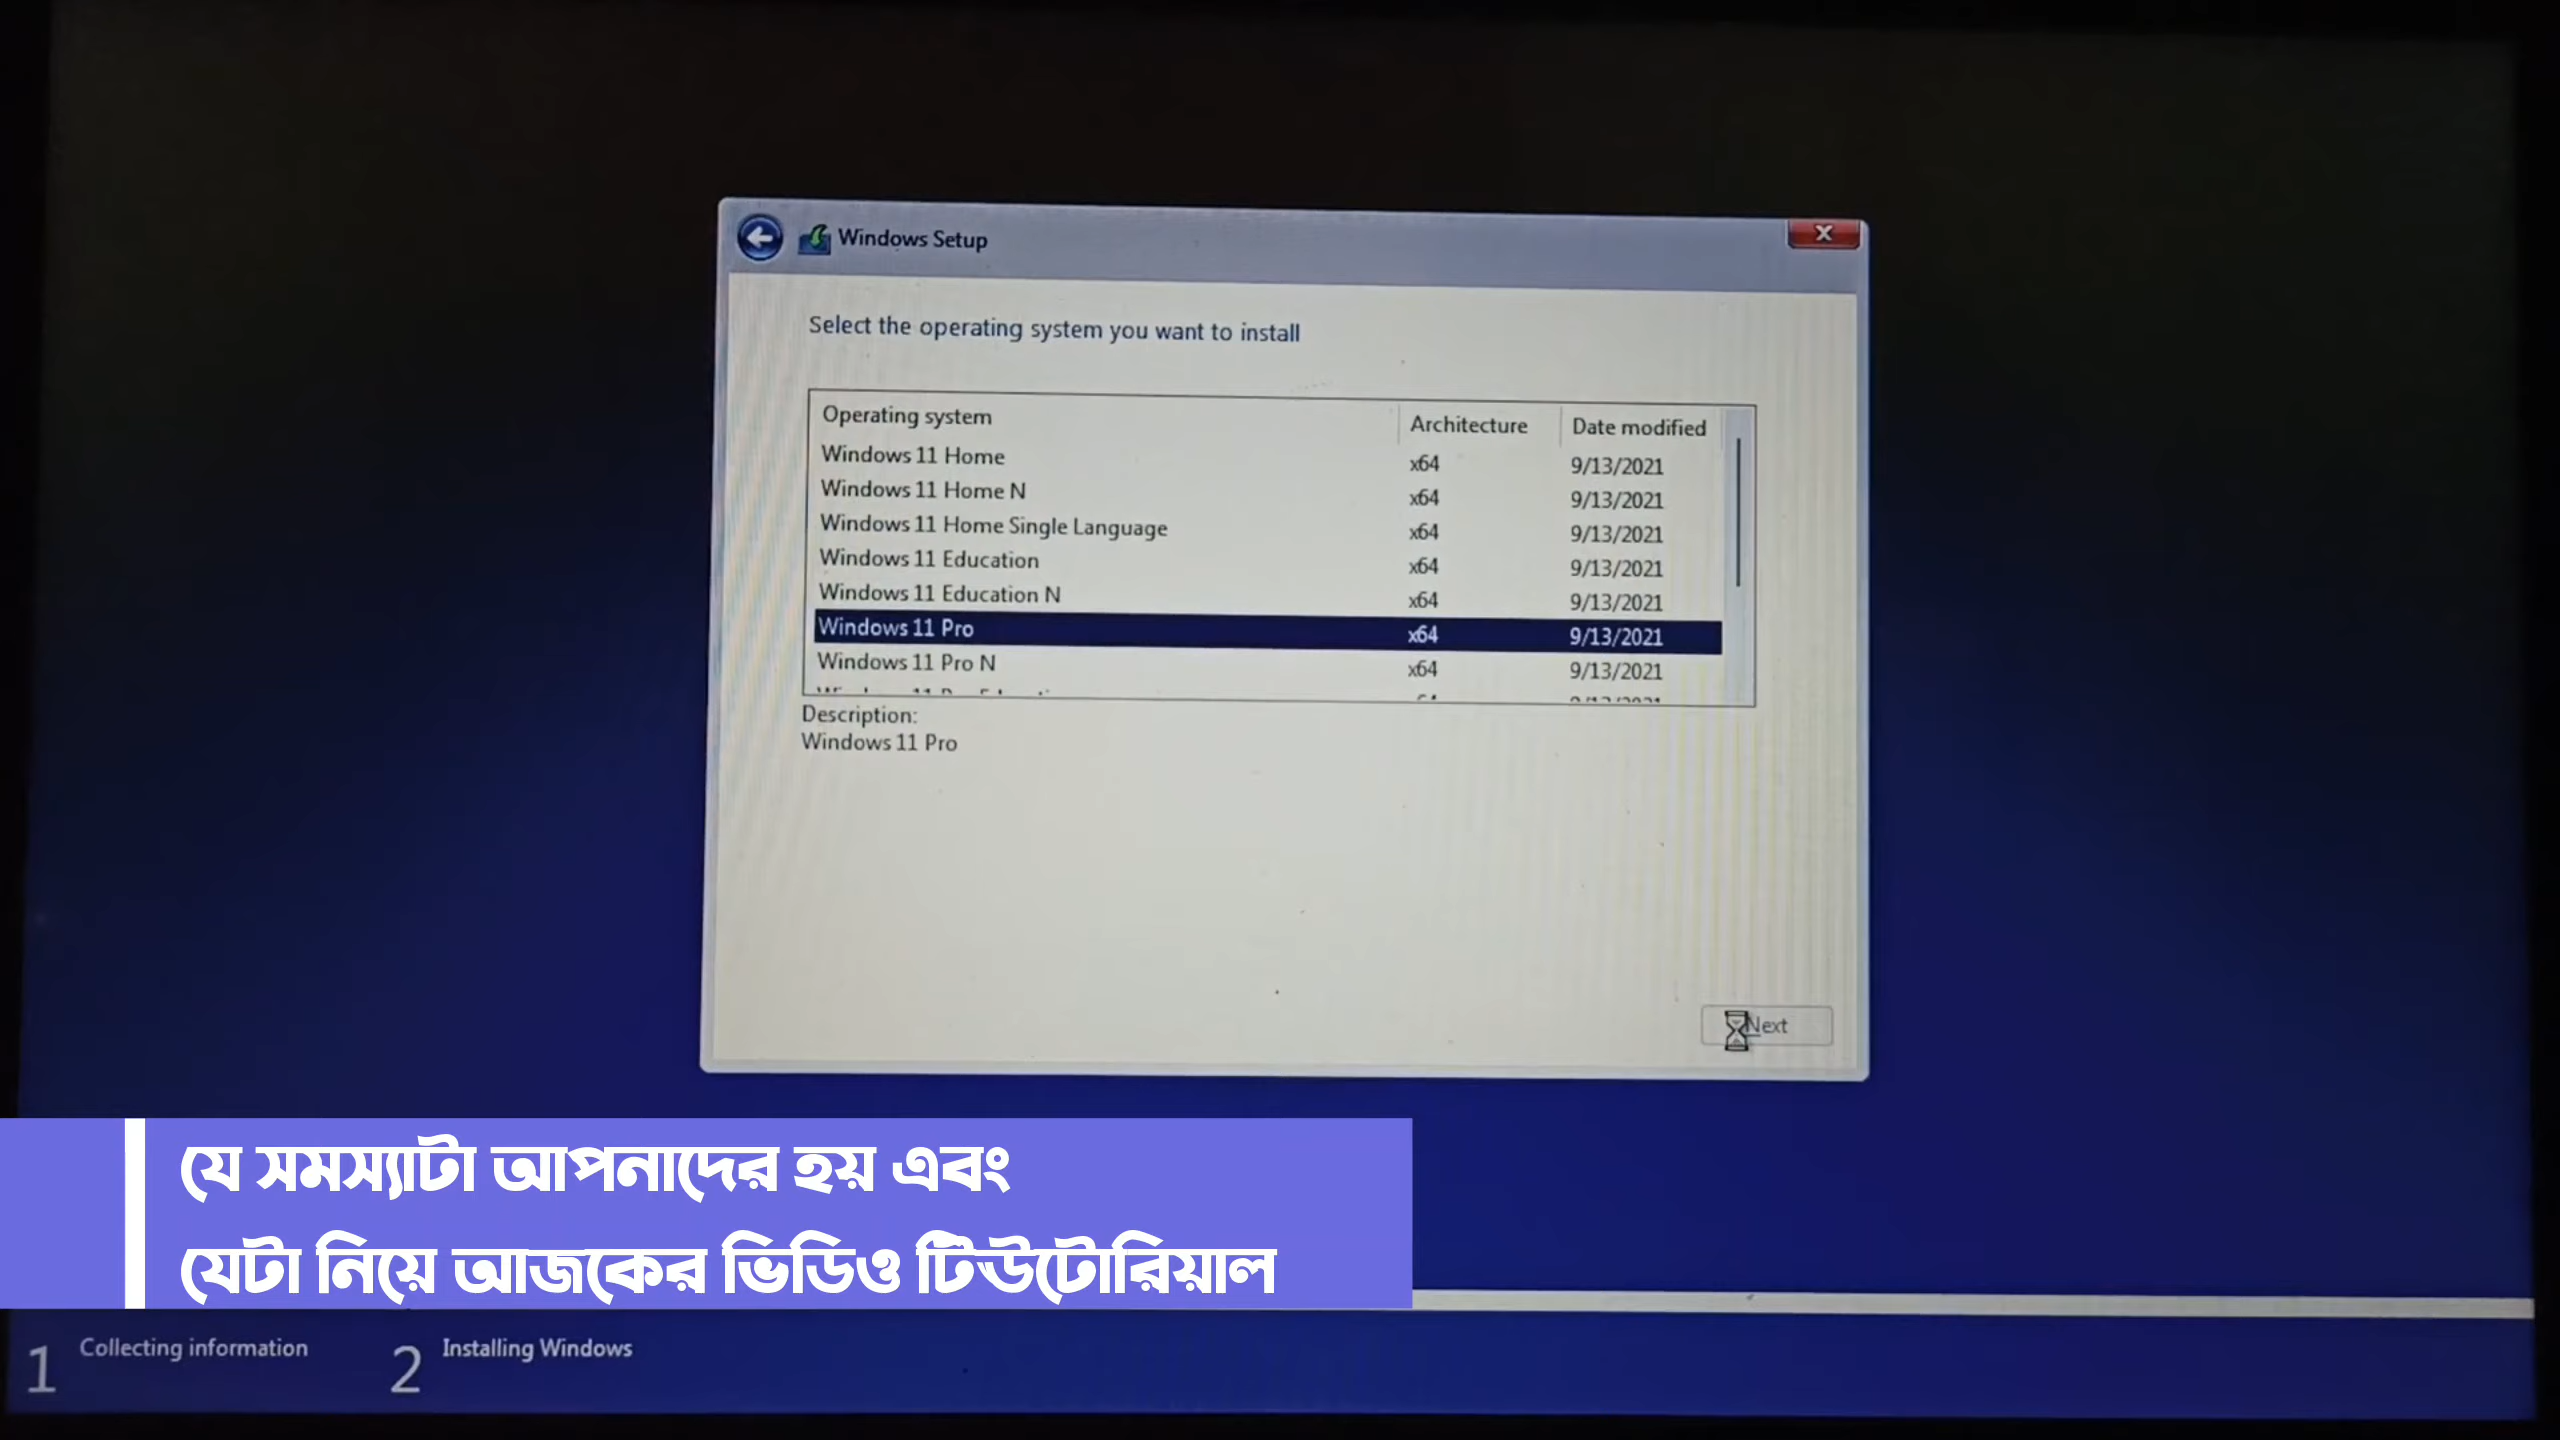 Windows Setup
Select the operating system you want to install
Operating system Architecture Date modified
Windows 11 Home x64 9/13/2021
Windows 11 Home N x64 9/13/2021
Windows 11 Home Single Language x64 9/13/2021
Windows 11 Education x64 9/13/2021
Windows 11 Education N x64 9/13/2021
Windows 11 Pro x64 9/13/2021
Windows 11 Pro N x64 9/13/2021
Description:
Windows 11 Pro
Next
যে সমস্যাটা আপনাদের হয় এবং
যেটা নিয়ে আজকের ভিডিও টিউটোরিয়াল
1 Collecting information 2 Installing Windows